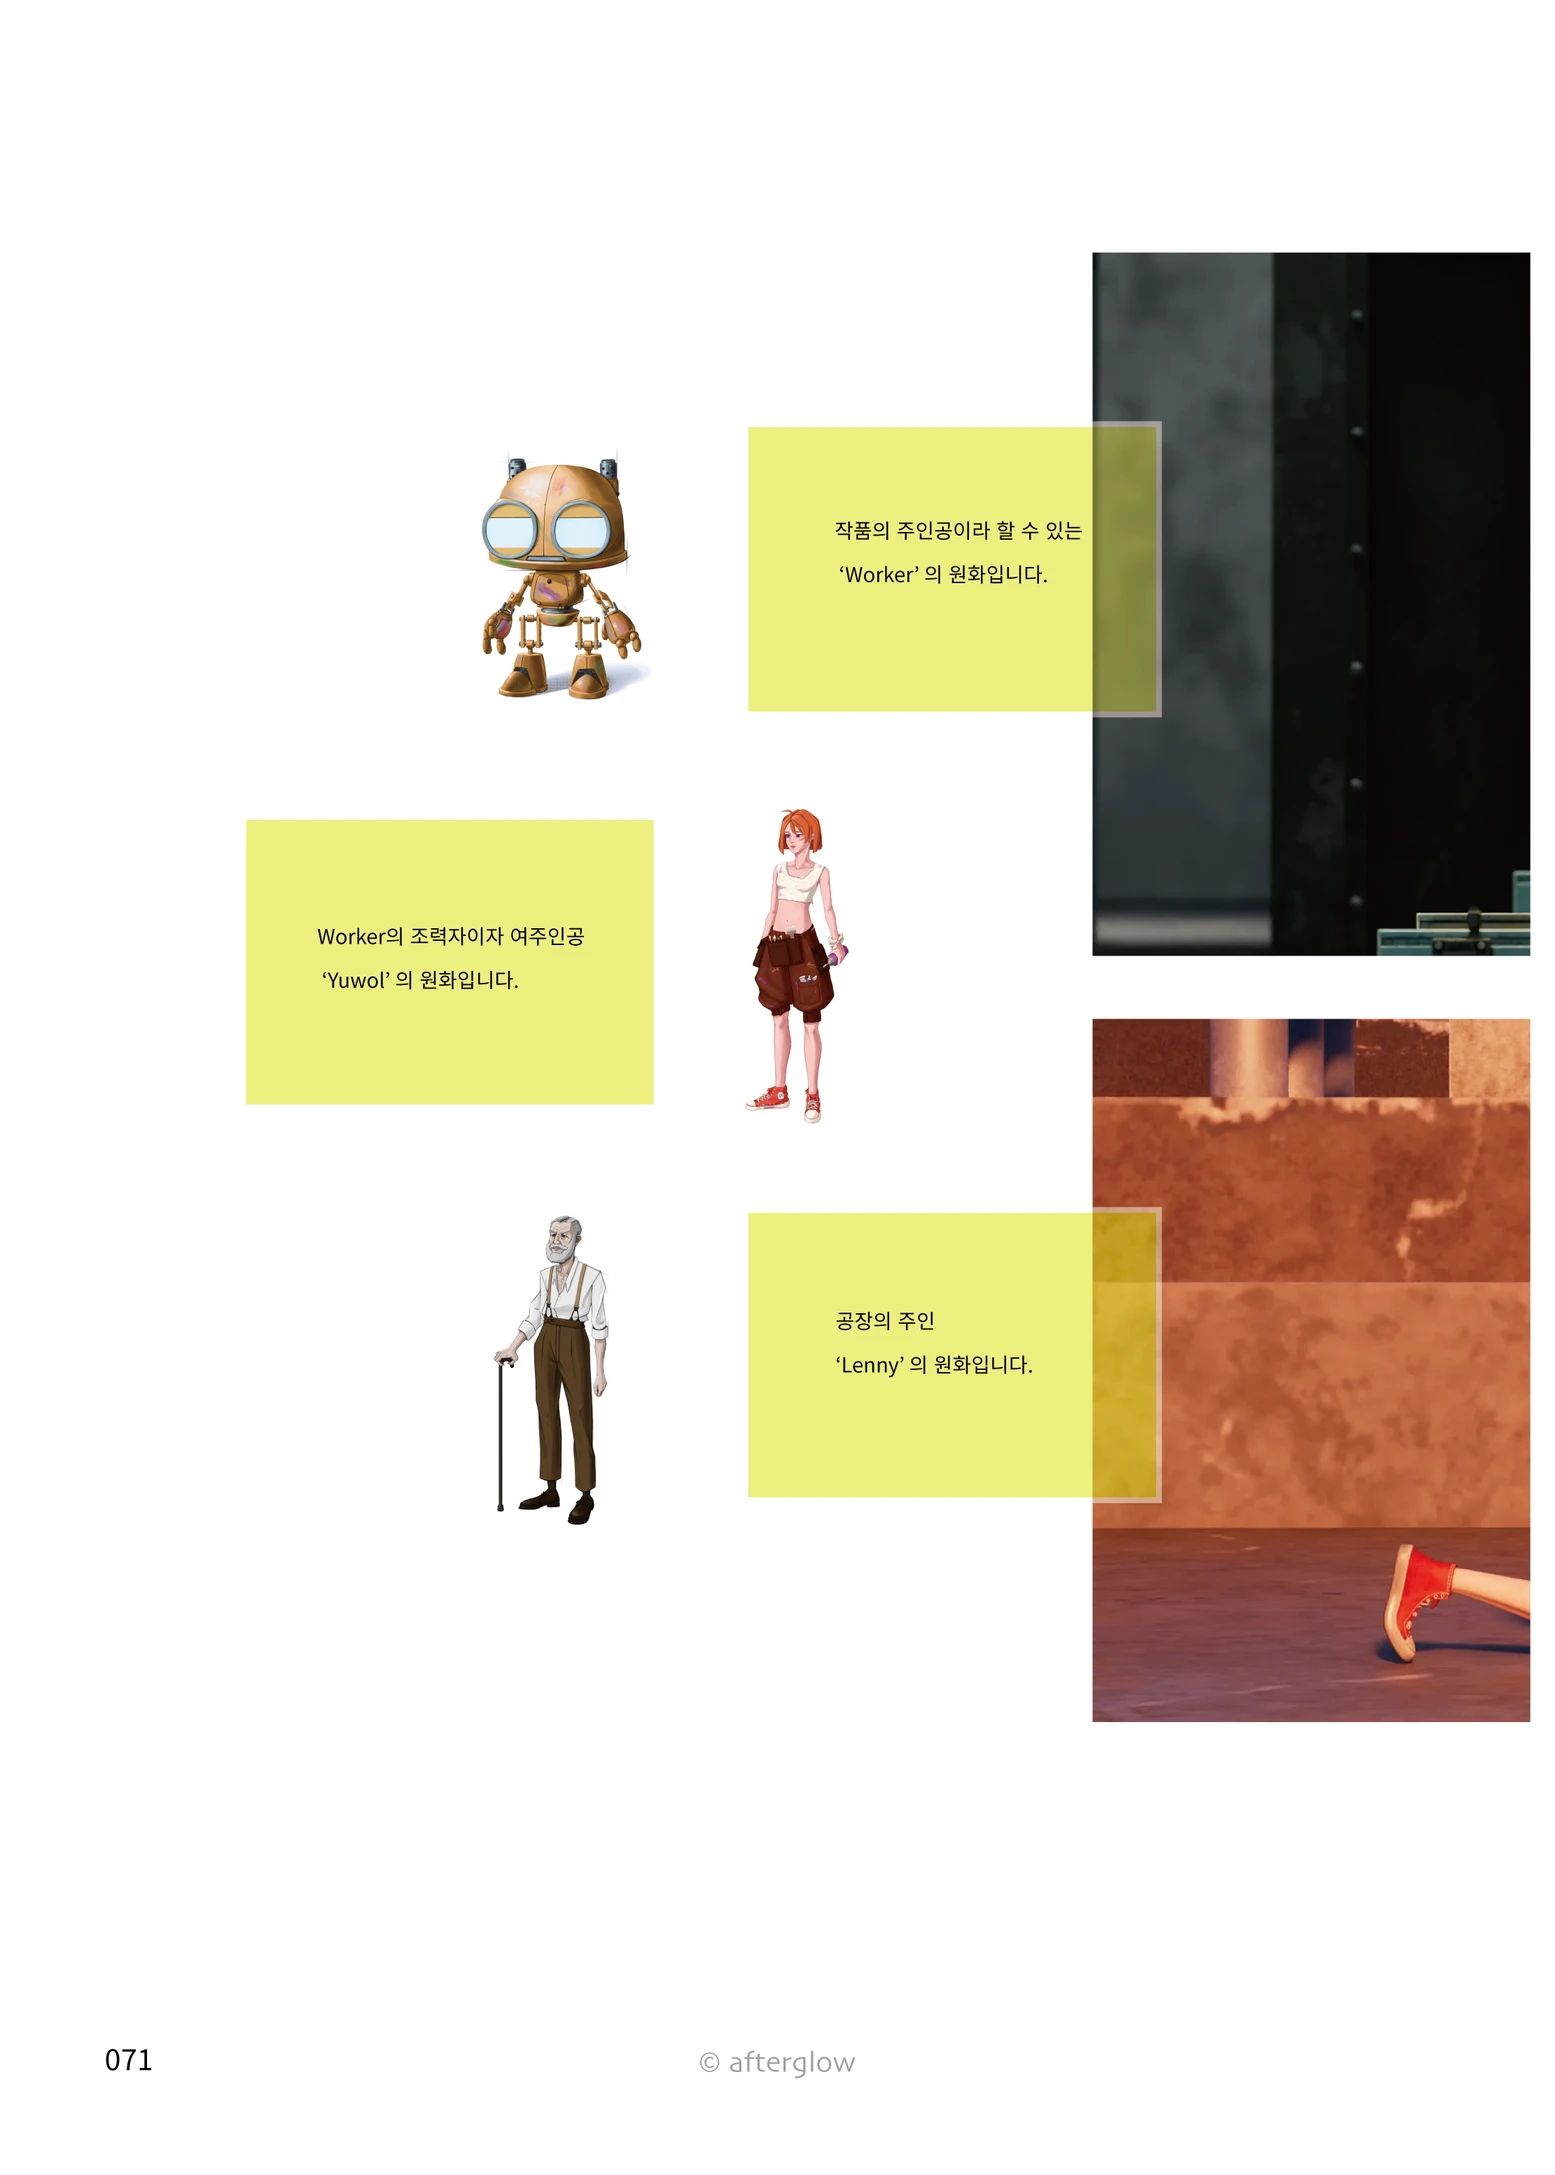 작품의 주인공이라 할 수 있는
‘Worker’ 의 원화입니다.
Worker의 조력자이자 여주인공
‘Yuwol’ 의 원화입니다.
공장의 주인
‘Lenny’ 의 원화입니다.
071
© afterglow